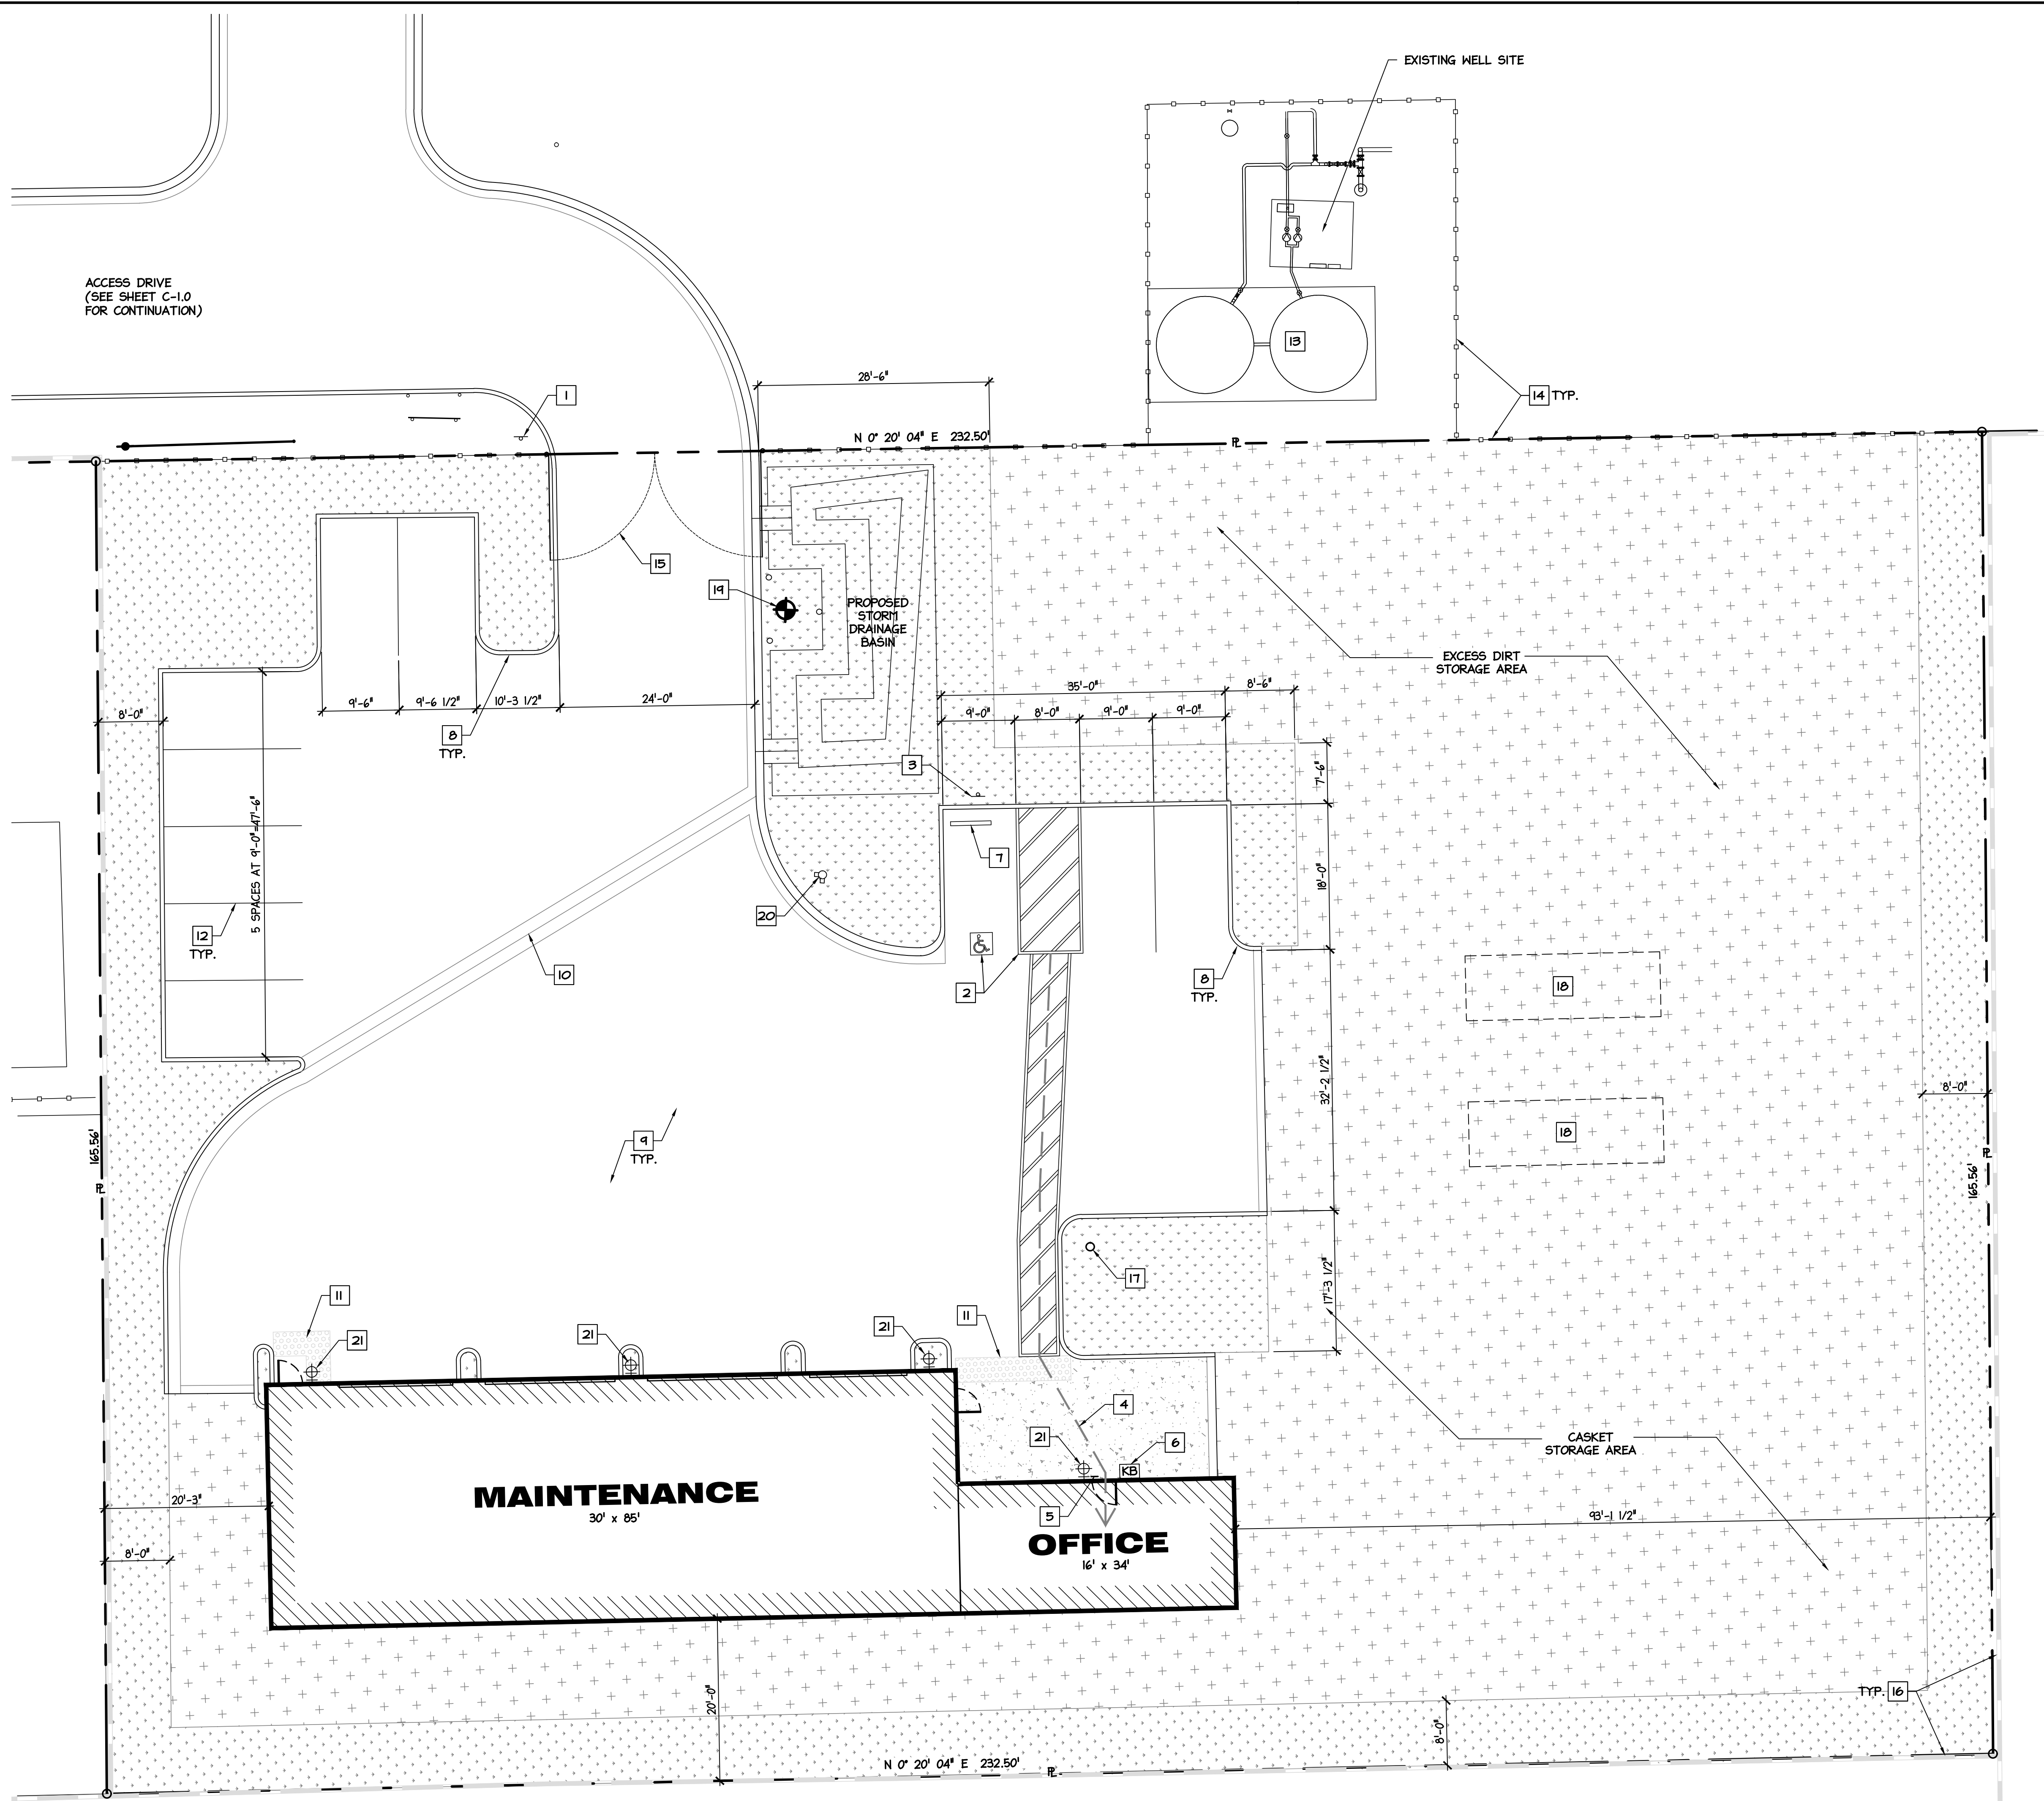 EXISTING WELL SITE
ACCESS DRIVE
(SEE SHEET C-1.0
FOR CONTINUATION)
13
1
14 TYP.
28'-6"
N 0° 20' 04" E 232.50'
PL
15
19
PROPOSED
STORM
DRAINAGE
BASIN
EXCESS DIRT
STORAGE AREA
8'-0"
9'-6"
9'-6 1/2"
10'-3 1/2"
24'-0"
35'-0"
8'-6"
9'-0"
8'-0"
9'-0"
9'-0"
8
TYP.
3
7'-6"
5 SPACES AT 9'-0"=47'-6"
7
18'-0"
20
12
TYP.
10
2
8
TYP.
18
32'-2 1/2"
8'-0"
165.56'
PL
9
TYP.
18
PL
165.56'
17
17'-3 1/2"
11
21
21
21
11
4
21
6
KB
CASKET
STORAGE AREA
MAINTENANCE
30' x 85'
20'-3"
5
OFFICE
16' x 34'
93'-1 1/2"
8'-0"
20'-0"
TYP. 16
8'-0"
N 0° 20' 04" E 232.50'
PL